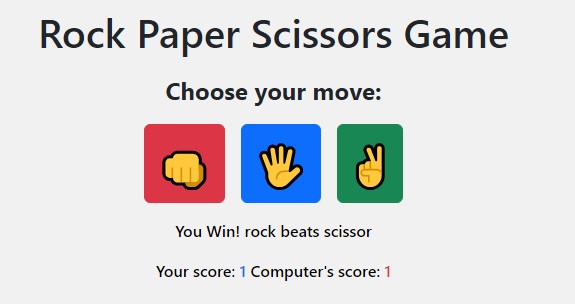 Rock Paper Scissors Game
Choose your move:
You Win! rock beats scissor
Your score: 1 Computer's score: 1